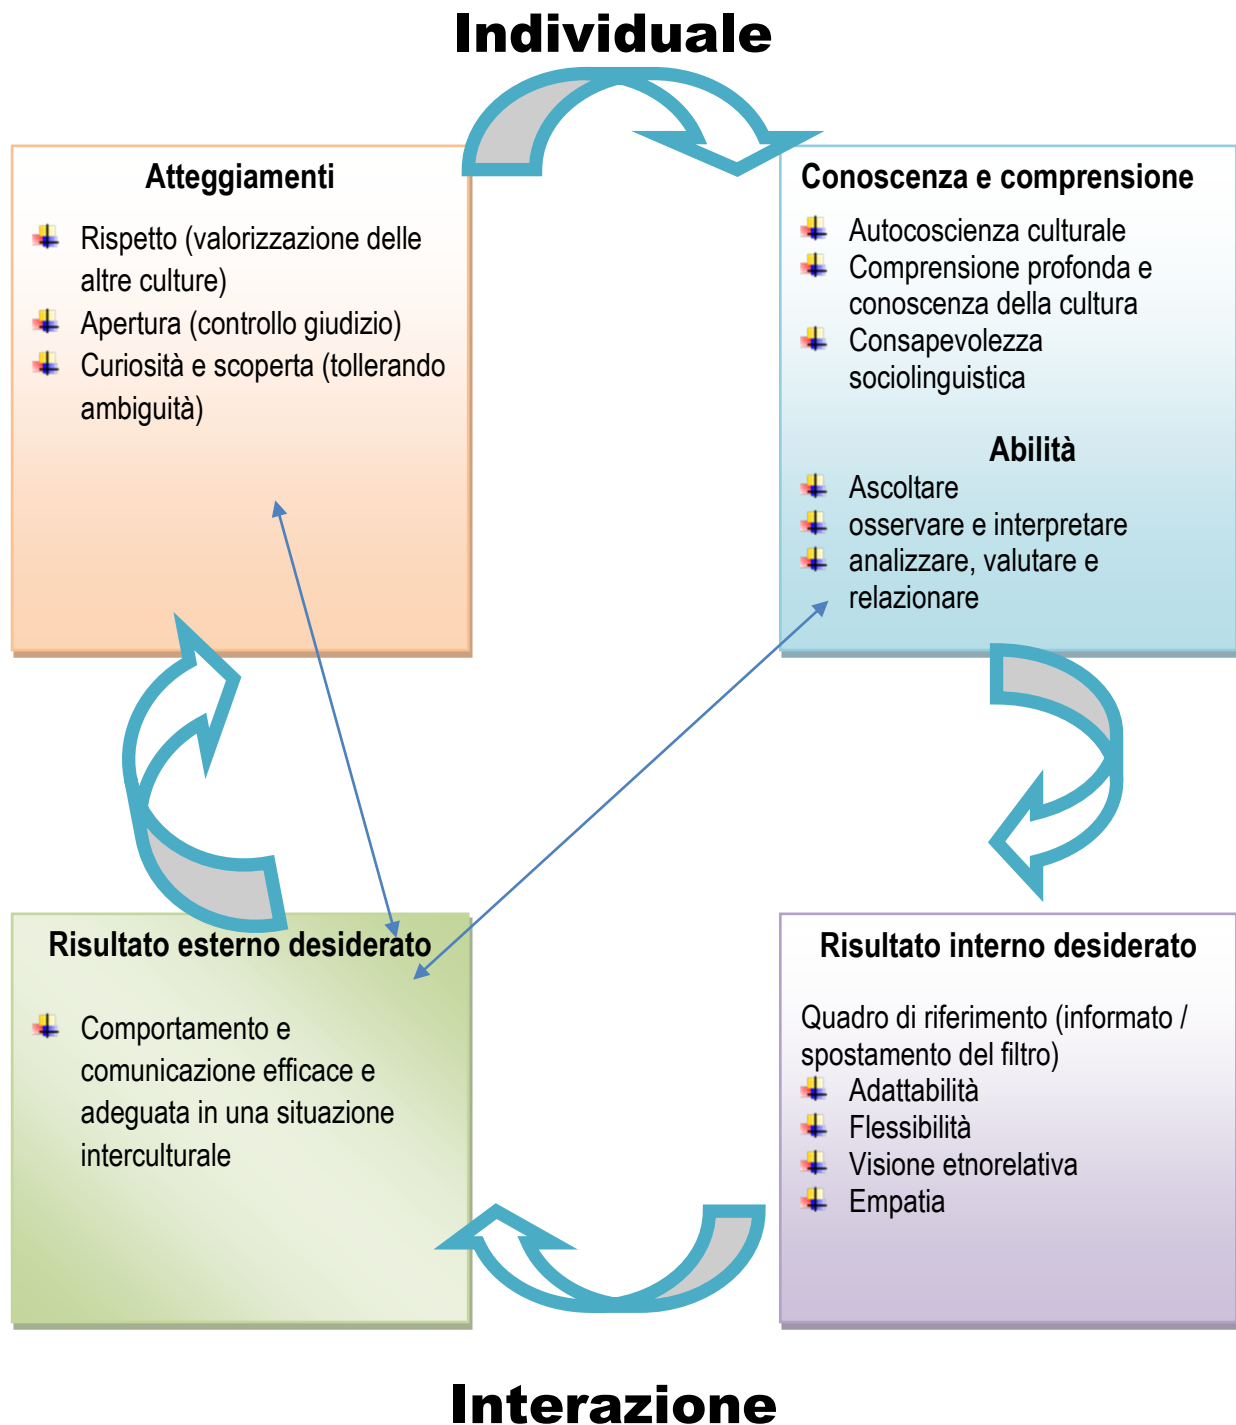 Individuale
Atteggiamenti
Rispetto (valorizzazione delle
altre culture)
Apertura (controllo giudizio)
Curiosità e scoperta (tollerando
ambiguità)
Conoscenza e comprensione
Autocoscienza culturale
Comprensione profonda e
conoscenza della cultura
Consapevolezza
sociolinguistica
Abilità
Ascoltare
osservare e interpretare
analizzare, valutare e
relazionare
Risultato esterno desiderato
Comportamento e
comunicazione efficace e
adeguata in una situazione
interculturale
Risultato interno desiderato
Quadro di riferimento (informato /
spostamento del filtro)
Adattabilità
Flessibilità
Visione etnorelativa
Empatia
Interazione